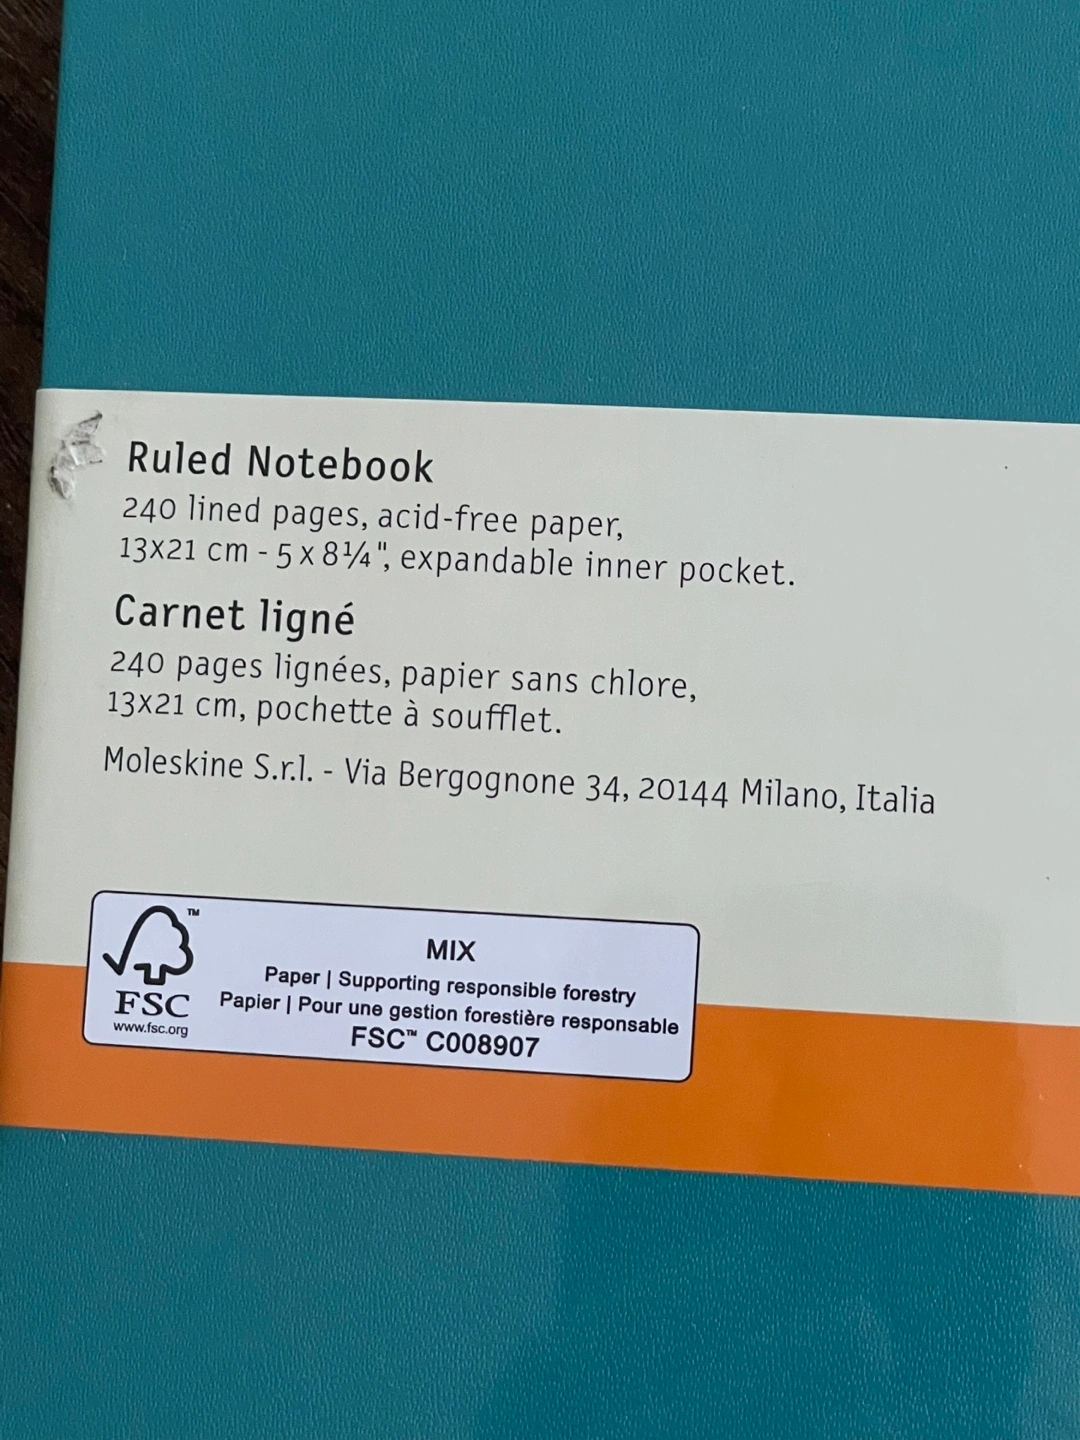 Ruled Notebook
240 lined pages, acid-free paper,
13x21 cm - 5 x 8¼", expandable inner pocket.
Carnet ligné
240 pages lignées, papier sans chlore,
13x21 cm, pochette à soufflet.
Moleskine S.r.l. - Via Bergognone 34, 20144 Milano, Italia
™
FSC
www.fsc.org
MIX
Paper | Supporting responsible forestry
Papier | Pour une gestion forestière responsable
FSC™ C008907